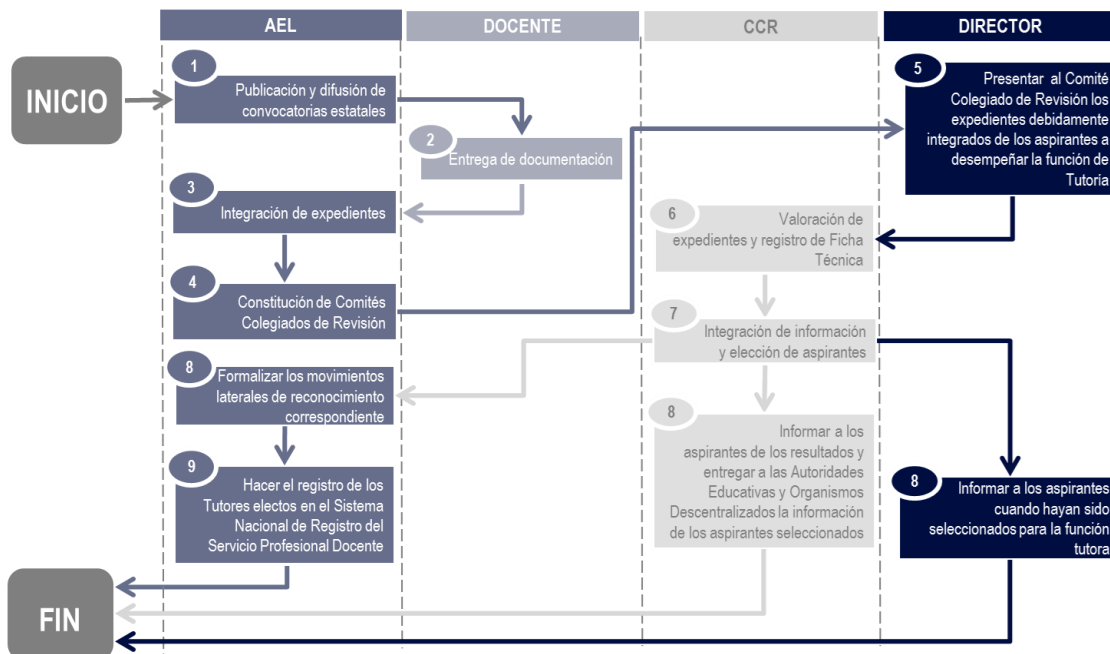 AEL
DOCENTE
CCR
DIRECTOR
INICIO
1
Publicación y difusión de
convocatorias estatales
2
Entrega de documentación
3
Integración de expedientes
4
Constitución de Comités
Colegiados de Revisión
5
Presentar al Comité
Colegiado de Revisión los
expedientes debidamente
integrados de los aspirantes a
desempeñar la función de
Tutoría
6
Valoración de
expedientes y registro de Ficha
Técnica
7
Integración de información
y elección de aspirantes
8
Formalizar los movimientos
laterales de reconocimiento
correspondiente
8
Informar a los
aspirantes de los resultados y
entregar a las Autoridades
Educativas y Organismos
Descentralizados la información
de los aspirantes seleccionados
8
Informar a los aspirantes
cuando hayan sido
seleccionados para la función
tutora
9
Hacer el registro de los
Tutores electos en el Sistema
Nacional de Registro del
Servicio Profesional Docente
FIN